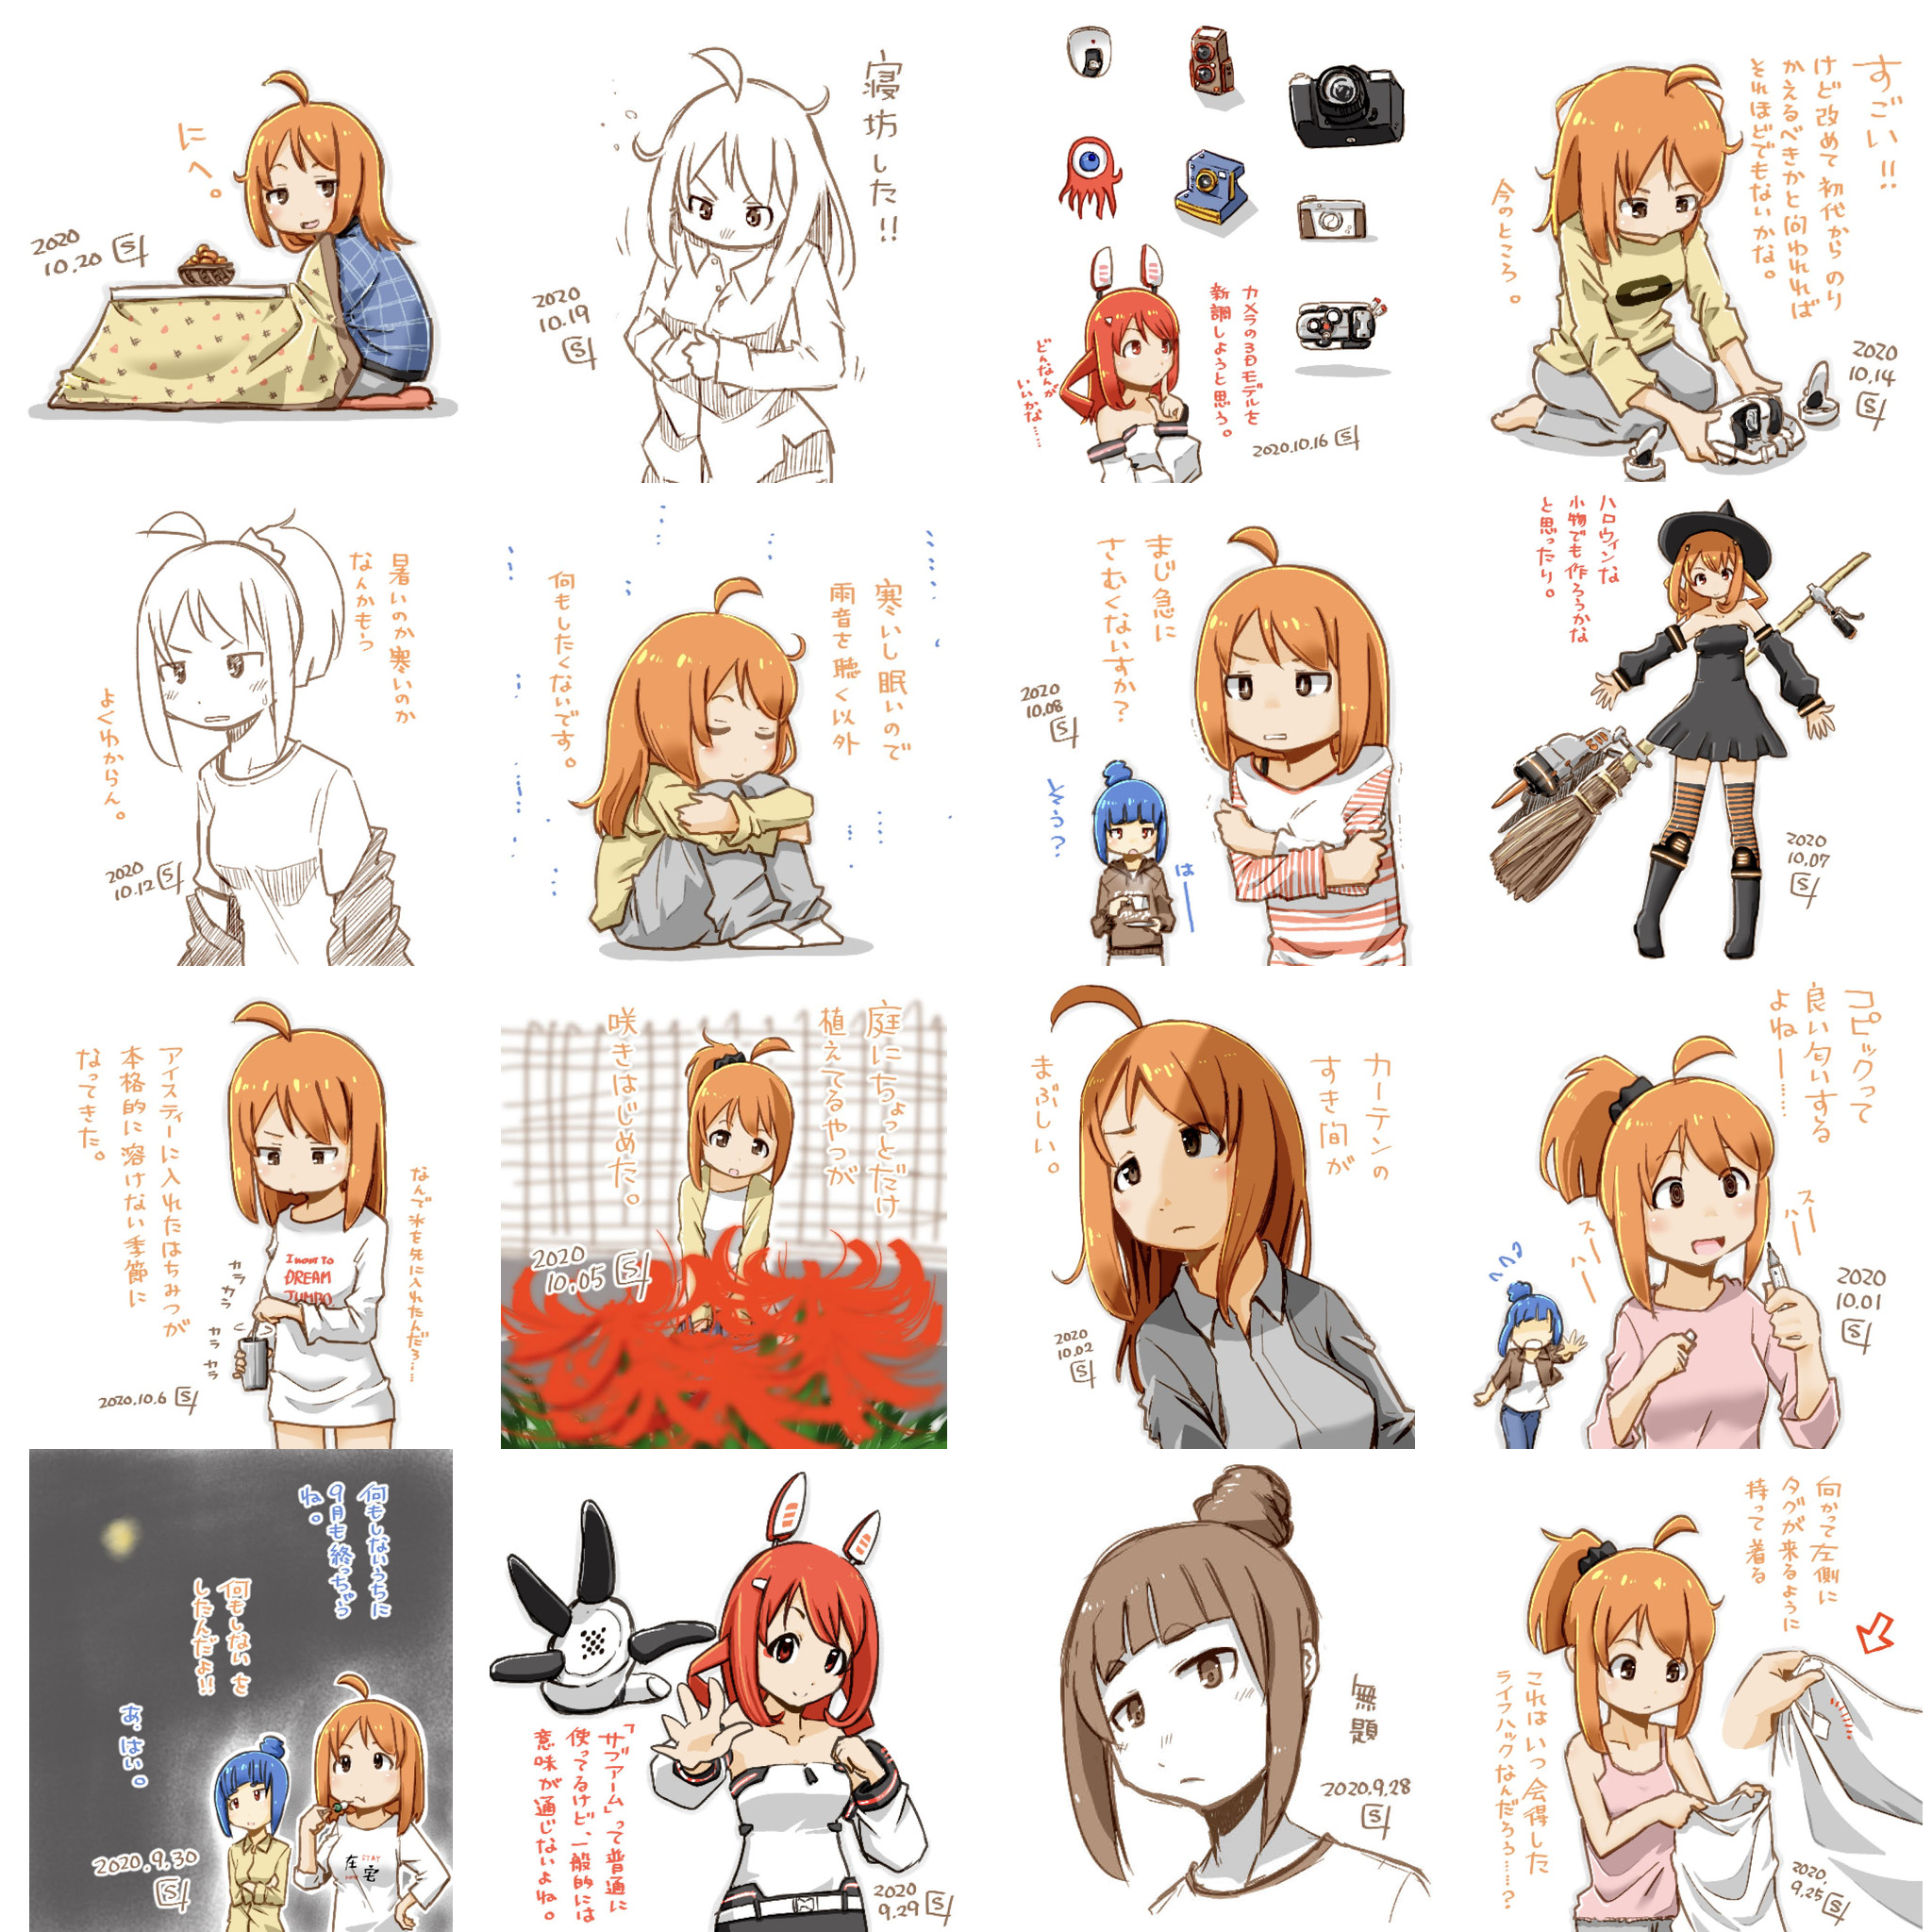 にへ。
2020
10.20
寝坊した!!
2020
10.19
カメラの3Dモデルを
新調しようと思ろ。
どんなんが
いいかな……
2020.10.16
すごい!!
けど改めて初代からのり
かえるべきかと問われれば
それほどでもないかな。
今のところ。
2020
10.14
暑いのか寒いのか
なんかもう
よくわからん。
2020
10.12
寒いし眠いので
雨音を聴く以外
何もしたくないです。
まじ急に
さむくないすか?
2020
10.08
そう?
はー
ハロウィンな
小物でも作ろうかな
と思ったり。
2020
10.07
なんで氷を先に入れたんだろ……
アイスティーに入れたはちみつが
本格的に溶けない季節に
なってきた。
I WANT TO
DREAM
JUMBO
カラカラ
カラカラ
2020.10.6
庭にちょっとだけ
植えてるやつが
咲きはじめた。
2020
10.05
カーテンの
すき間が
まぶしい。
2020
10.02
コピックって
良い匂いする
よねー……
スーハー
スーハー
2020
10.01
何もしないうちに
9月も終っちゃう
ね。
何もしないを
したんだよ!!
あ、はい。
在宅
STAY
2020.9.30
「サブアーム」って普通に
使ってるけど、一般的には
意味が通じないよね。
2020
9.29
無題
2020.9.28
向かって左側に
タグが来るように
持って着る
これはいつ会得した
ライフハックなんだろう……?
2020.
9.25